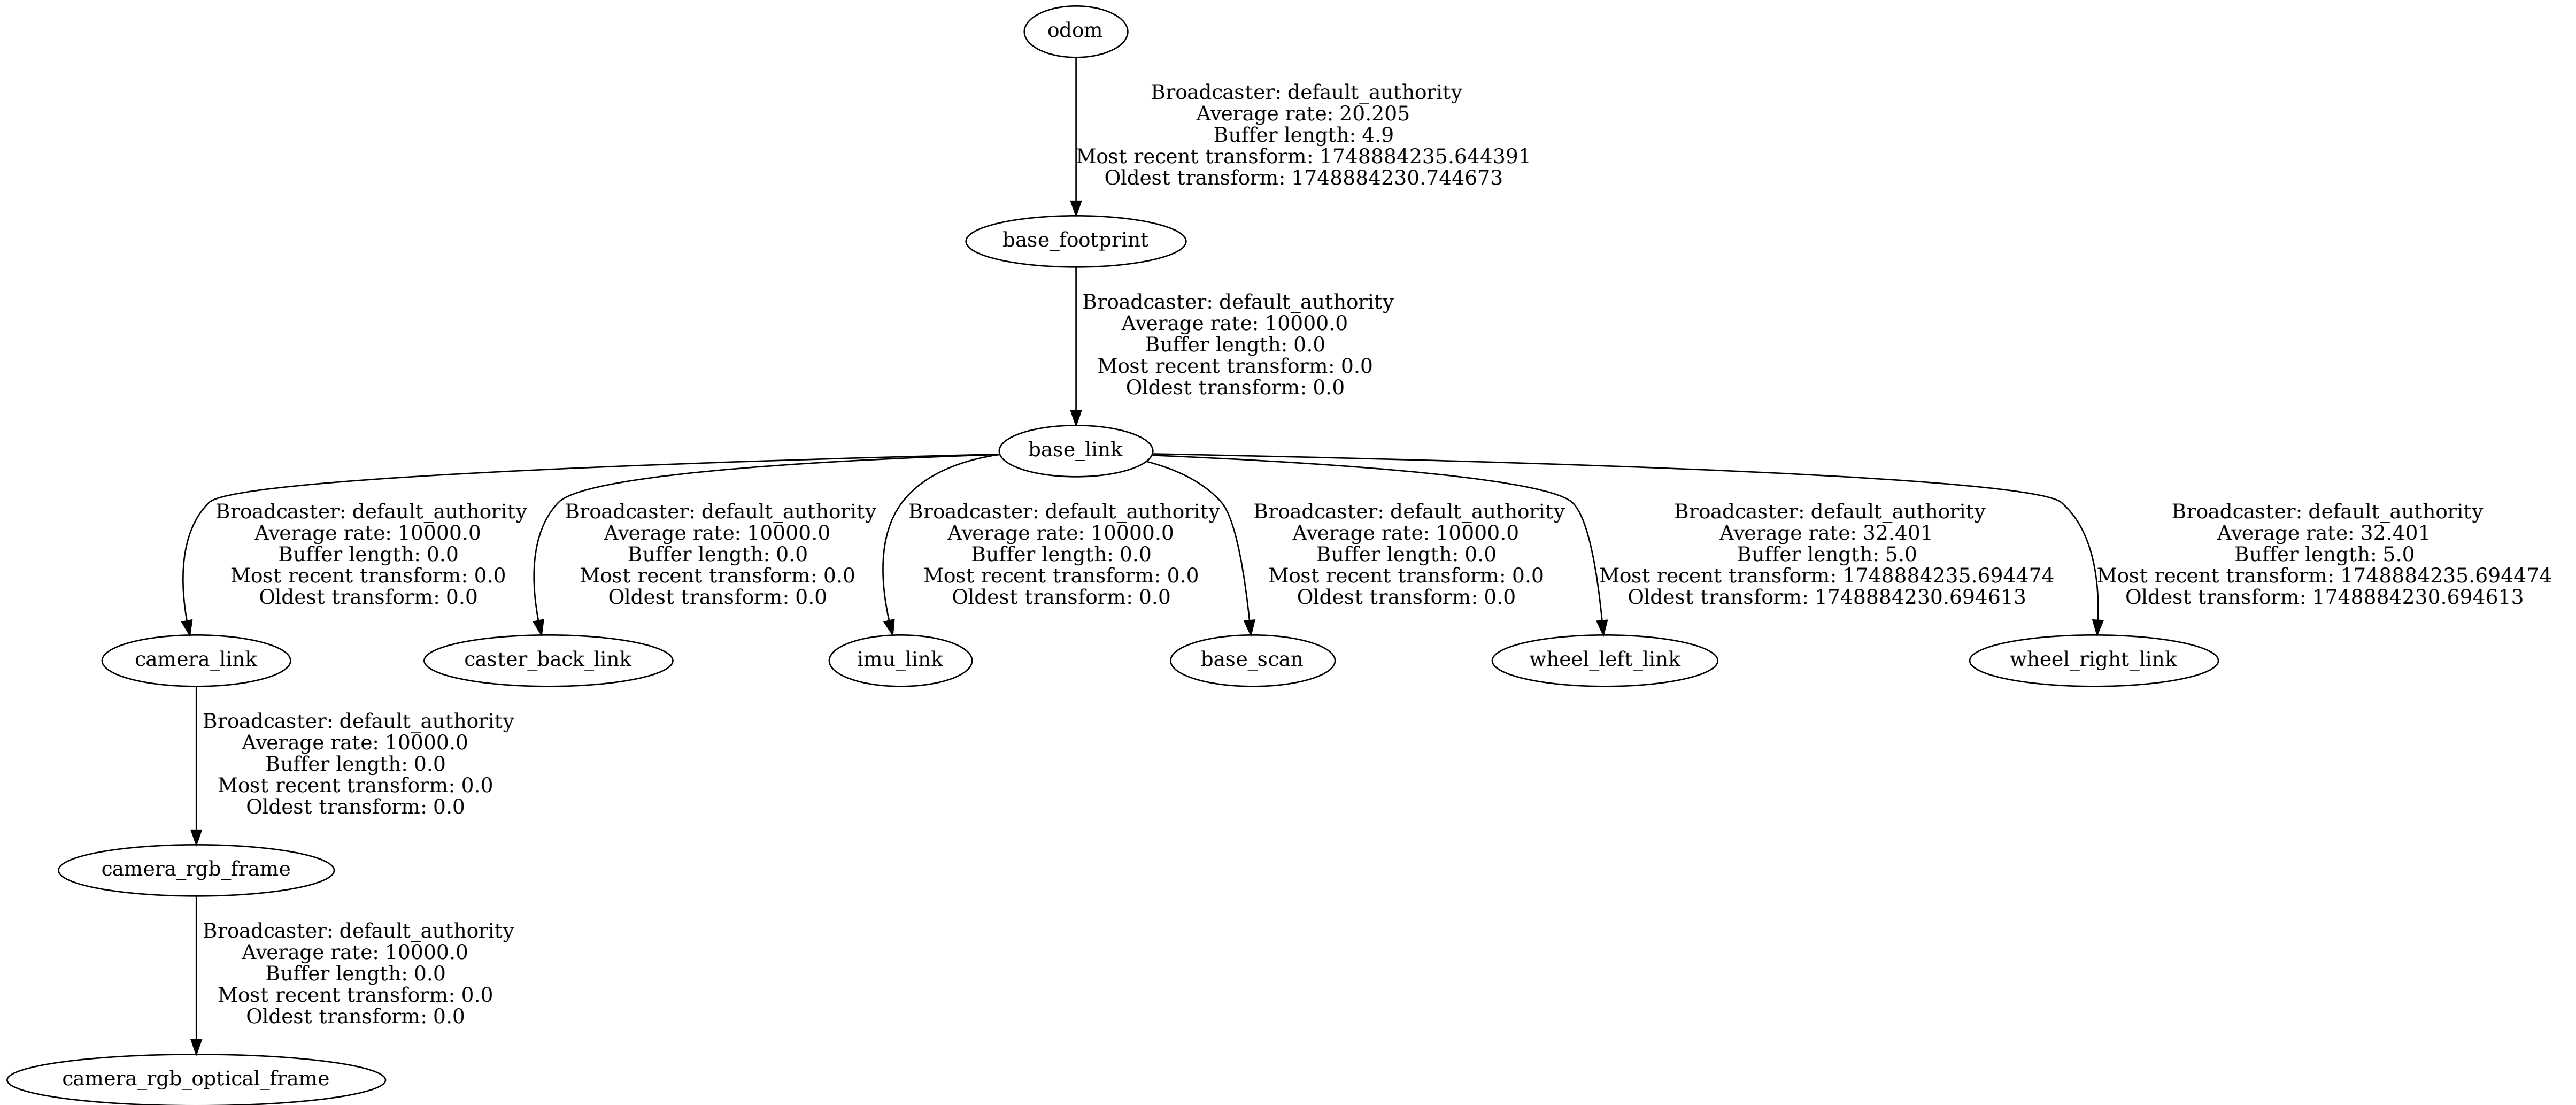 odom
Broadcaster: default_authority
Average rate: 20.205
Buffer length: 4.9
Most recent transform: 1748884235.644391
Oldest transform: 1748884230.744673
base_footprint
Broadcaster: default_authority
Average rate: 10000.0
Buffer length: 0.0
Most recent transform: 0.0
Oldest transform: 0.0
base_link
Broadcaster: default_authority
Average rate: 10000.0
Buffer length: 0.0
Most recent transform: 0.0
Oldest transform: 0.0
Broadcaster: default_authority
Average rate: 10000.0
Buffer length: 0.0
Most recent transform: 0.0
Oldest transform: 0.0
Broadcaster: default_authority
Average rate: 10000.0
Buffer length: 0.0
Most recent transform: 0.0
Oldest transform: 0.0
Broadcaster: default_authority
Average rate: 10000.0
Buffer length: 0.0
Most recent transform: 0.0
Oldest transform: 0.0
Broadcaster: default_authority
Average rate: 32.401
Buffer length: 5.0
Most recent transform: 1748884235.694474
Oldest transform: 1748884230.694613
Broadcaster: default_authority
Average rate: 32.401
Buffer length: 5.0
Most recent transform: 1748884235.694474
Oldest transform: 1748884230.694613
camera_link
caster_back_link
imu_link
base_scan
wheel_left_link
wheel_right_link
Broadcaster: default_authority
Average rate: 10000.0
Buffer length: 0.0
Most recent transform: 0.0
Oldest transform: 0.0
camera_rgb_frame
Broadcaster: default_authority
Average rate: 10000.0
Buffer length: 0.0
Most recent transform: 0.0
Oldest transform: 0.0
camera_rgb_optical_frame